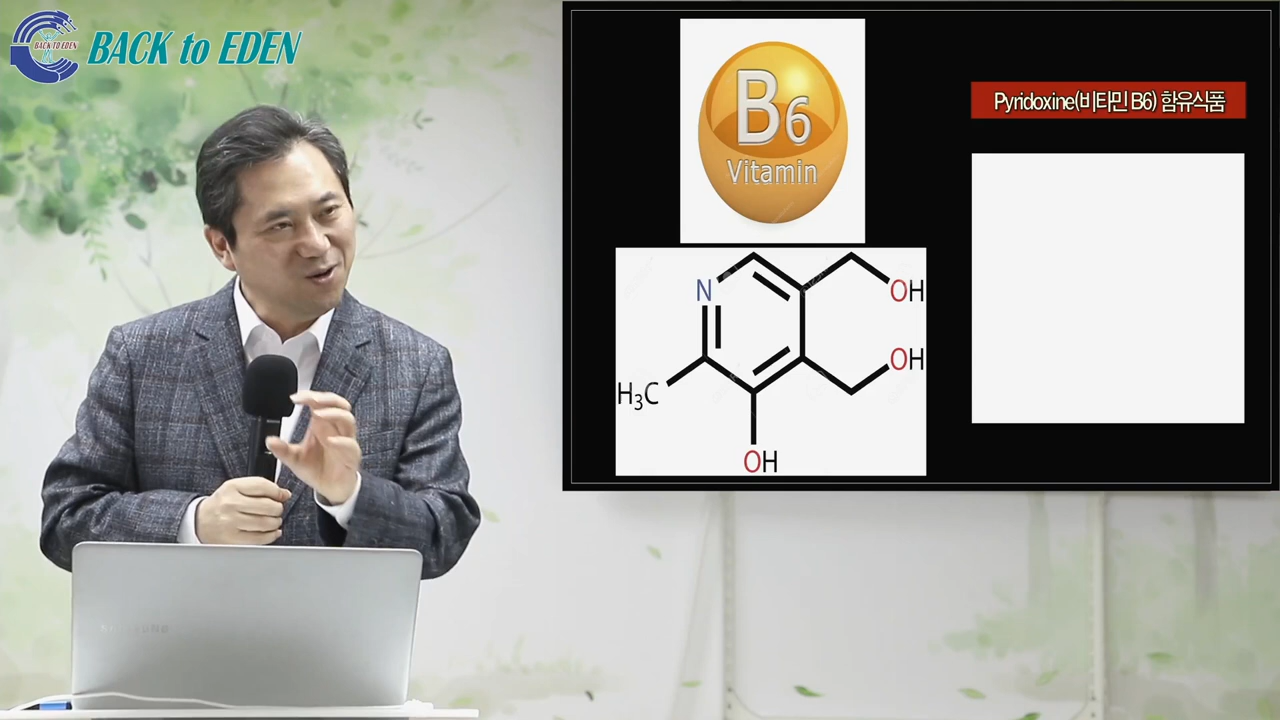 BACK TO EDEN
BACK to EDEN
B6
Vitamin
Pyridoxine(비타민 B6) 함유식품
N
OH
OH
H3C
OH